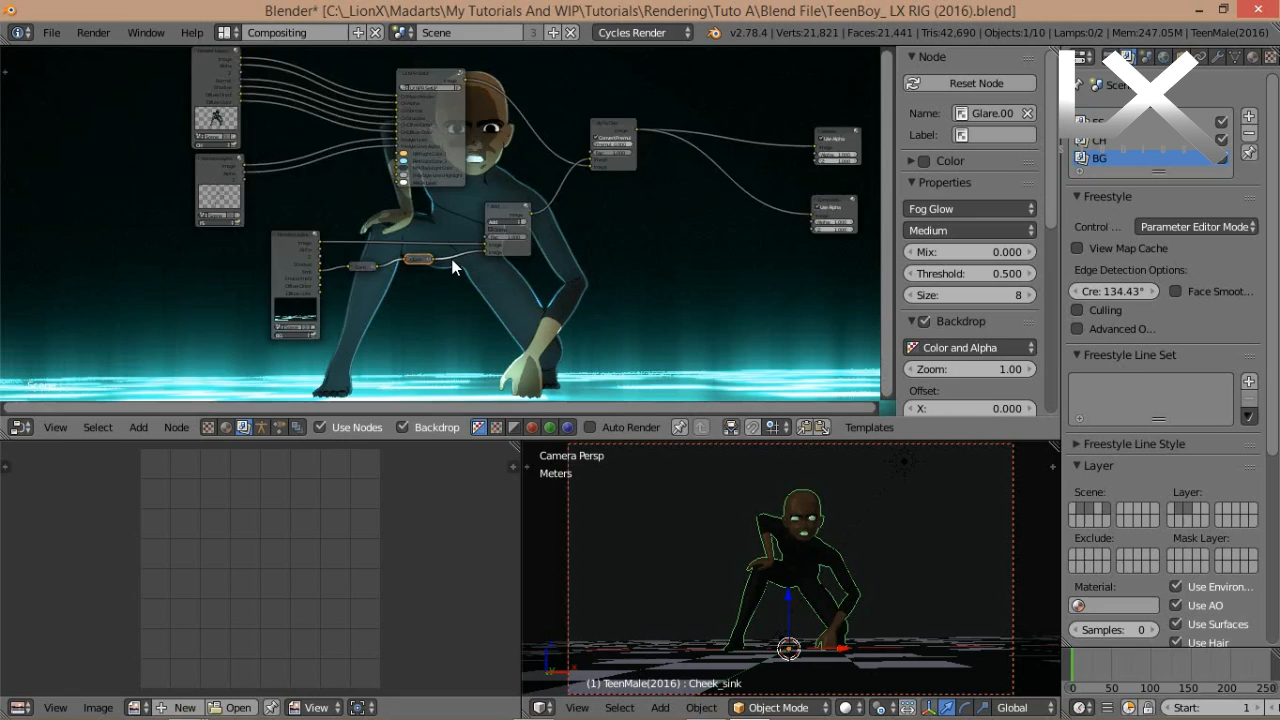 Blender* [C:\_LionX\Madarts\My Tutorials And WIP\Tutorials\Rendering\Tuto A\Blend File\TeenBoy_ LX RIG (2016).blend]
File Render Window Help Compositing Scene 3 Cycles Render v2.78.4 | Verts:21,821 | Faces:21,441 | Tris:42,690 | Objects:1/10 | Lamps:0/2 | Mem:247.05M | TeenMale(2016)
Node
Reset Node
Name: Glare.00
Label:
Color
Properties
Fog Glow
Medium
Mix: 0.000
Threshold: 0.500
Size: 8
Backdrop
Color and Alpha
Zoom: 1.00
Offset:
X: 0.000
BG
Freestyle
Control ... Parameter Editor Mode
View Map Cache
Edge Detection Options:
Cre: 134.43° Face Smoot...
Culling
Advanced O...
Freestyle Line Set
Freestyle Line Style
Layer
Scene: Layer:
Exclude: Mask Layer:
Material: Use Environ...
Use AO
Use Surfaces
Samples: 0
Use Hair
View Select Add Node Use Nodes Backdrop Auto Render Templates
Camera Persp
Meters
(1) TeenMale(2016) : Cheek_sink
View Image New Open View
View Select Add Object Object Mode Global
0 50 100 150 200 250
Start: 1